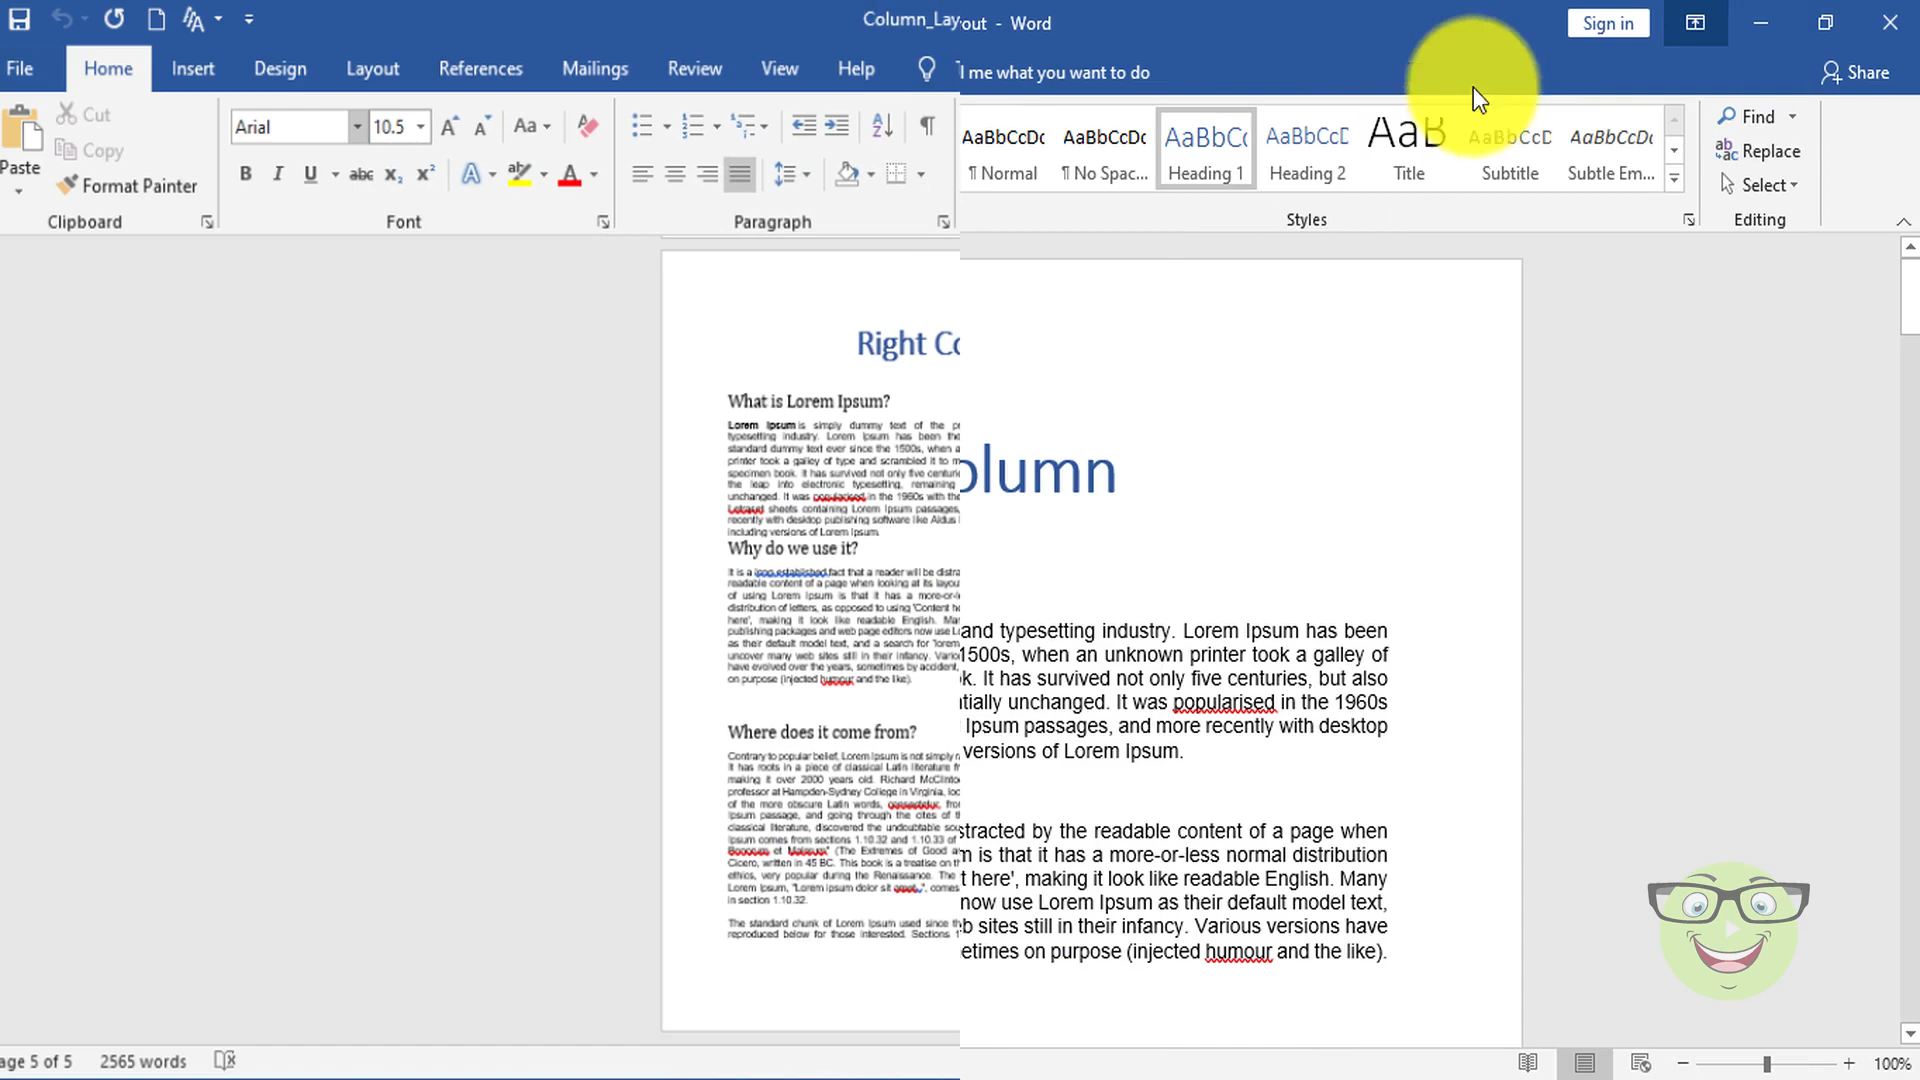 Column_Layout - Word
Sign in
File Home Insert Design Layout References Mailings Review View Help l me what you want to do Share
Paste
Cut
Copy
Format Painter
Clipboard
Arial 10.5
Font
Paragraph
AaBbCcDc AaBbCcDc AaBbC AaBbCcD AaB AaBbCcD AaBbCcDc
¶ Normal ¶ No Spac... Heading 1 Heading 2 Title Subtitle Subtle Em...
Styles
Find
Replace
Select
Editing
Right Co
What is Lorem Ipsum?
Lorem Ipsum is simply dummy text of the
typesetting industry. Lorem Ipsum has been the
standard dummy text ever since the 1500s, when
printer took a galley of type and scrambled it to
specimen book. It has survived not only five
the leap into electronic typesetting, remaining
unchanged. It was popularised in the 1960s with the
Letraset sheets containing Lorem Ipsum passages,
recently with desktop publishing software like Aldus
including versions of Lorem Ipsum.
Why do we use it?
It is a long established fact that a reader will be
readable content of a page when looking at its
of using Lorem Ipsum is that it has a
distribution of letters, as opposed to using 'Content
here', making it look like readable English.
publishing packages and web page editors now use
as their default model text, and a search for
uncover many web sites still in their infancy.
have evolved over the years, sometimes by accident,
on purpose (injected humour and the like).
Where does it come from?
Contrary to popular belief, Lorem Ipsum is not simply
It has roots in a piece of classical Latin literature
making it over 2000 years old. Richard
professor at Hampden-Sydney College in Virginia,
of the more obscure Latin words, consectetur,
Ipsum passage, and going through the cites of
classical literature, discovered the undoubtable
Ipsum comes from sections 1.10.32 and 1.10.33 of
Bonorum et Malorum" (The Extremes of Good
Cicero, written in 45 BC. This book is a treatise on
ethics, very popular during the Renaissance. The
Lorem Ipsum, "Lorem ipsum dolor sit amet..", comes
in section 1.10.32.
The standard chunk of Lorem Ipsum used since
reproduced below for those interested. Sections
olumn
and typesetting industry. Lorem Ipsum has been
1500s, when an unknown printer took a galley of
k. It has survived not only five centuries, but also
ntially unchanged. It was popularised in the 1960s
Ipsum passages, and more recently with desktop
versions of Lorem Ipsum.
stracted by the readable content of a page when
m is that it has a more-or-less normal distribution
t here', making it look like readable English. Many
now use Lorem Ipsum as their default model text,
b sites still in their infancy. Various versions have
etimes on purpose (injected humour and the like).
age 5 of 5 2565 words
100%